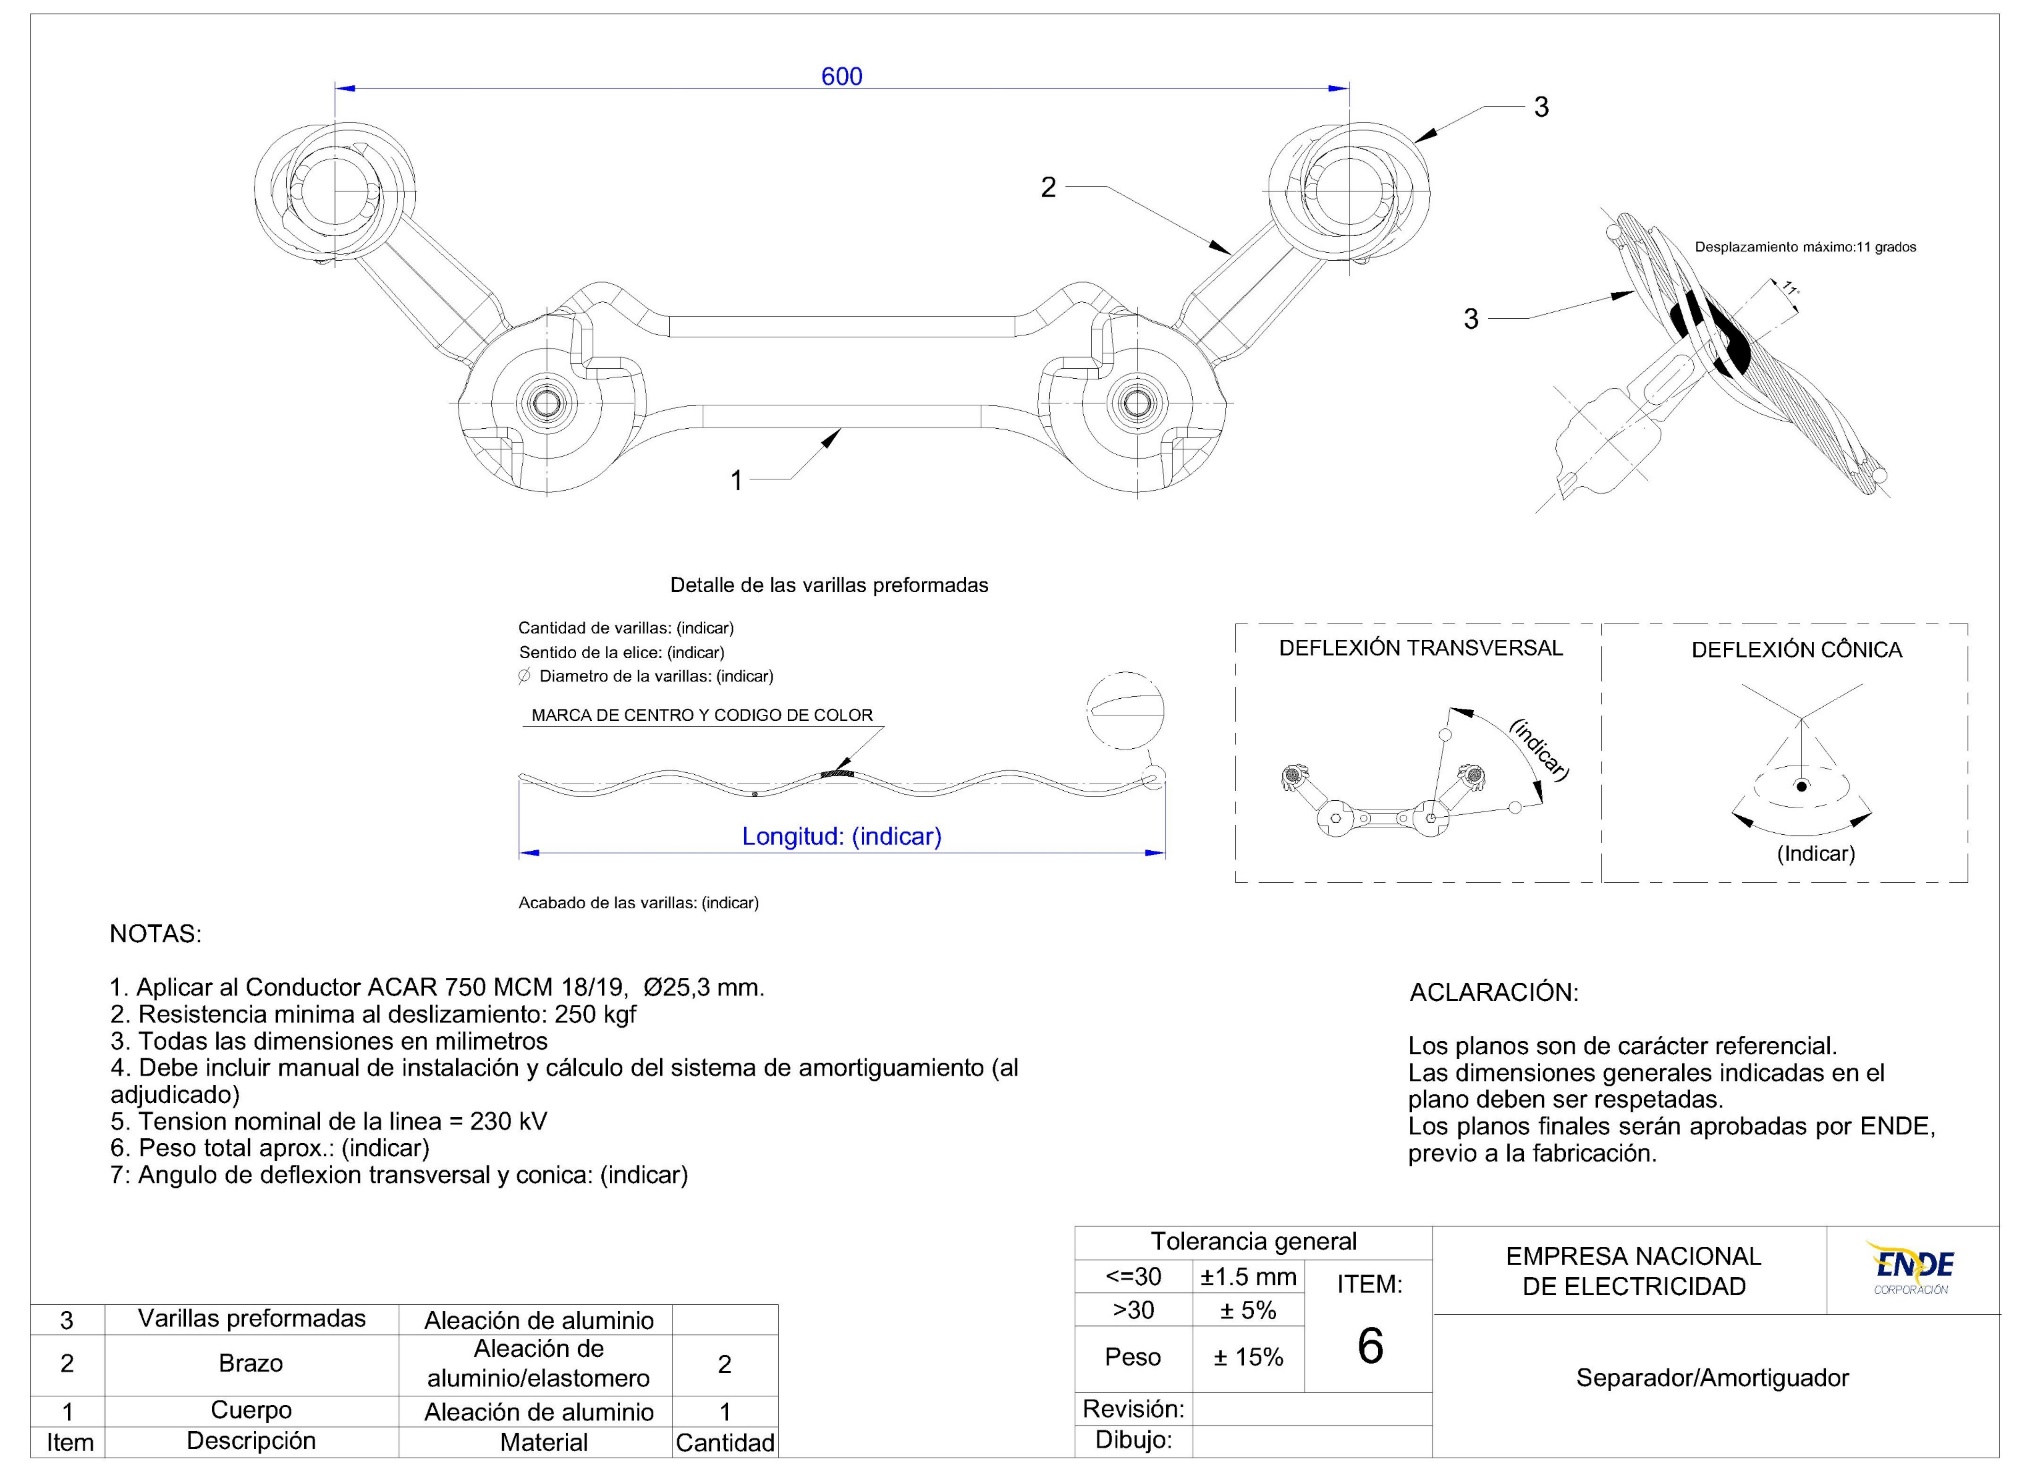 600
3
2
Desplazamiento máximo:11 grados
11°
3
1
Detalle de las varillas preformadas
Cantidad de varillas: (indicar)
Sentido de la elice: (indicar)
Ø Diametro de la varillas: (indicar)
MARCA DE CENTRO Y CODIGO DE COLOR
Longitud: (indicar)
Acabado de las varillas: (indicar)
DEFLEXIÓN TRANSVERSAL
(indicar)
DEFLEXIÓN CÔNICA
(Indicar)
NOTAS:
1. Aplicar al Conductor ACAR 750 MCM 18/19, Ø25,3 mm.
2. Resistencia minima al deslizamiento: 250 kgf
3. Todas las dimensiones en milimetros
4. Debe incluir manual de instalación y cálculo del sistema de amortiguamiento (al
adjudicado)
5. Tension nominal de la linea = 230 kV
6. Peso total aprox.: (indicar)
7: Angulo de deflexion transversal y conica: (indicar)
ACLARACIÓN:
Los planos son de carácter referencial.
Las dimensiones generales indicadas en el
plano deben ser respetadas.
Los planos finales serán aprobadas por ENDE,
previo a la fabricación.
3 Varillas preformadas Aleación de aluminio
2 Brazo Aleación de
aluminio/elastomero 2
1 Cuerpo Aleación de aluminio 1
Item Descripción Material Cantidad
Tolerancia general
<=30 ±1.5 mm
>30 ± 5%
Peso ± 15%
ITEM:
6
Revisión:
Dibujo:
EMPRESA NACIONAL
DE ELECTRICIDAD
ENDE
CORPORACIÓN
Separador/Amortiguador